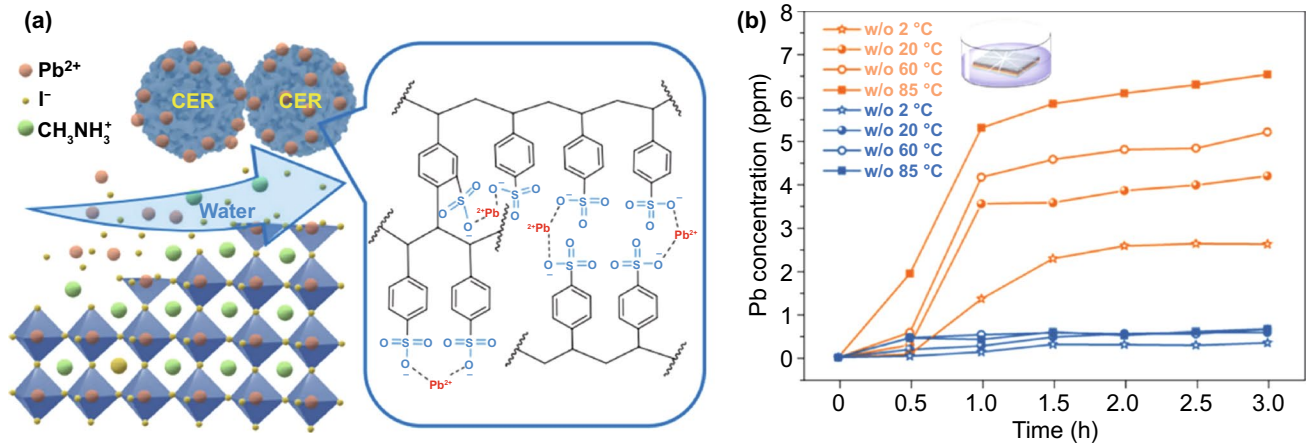 (a)
Pb²⁺
I⁻
CH₃NH₃⁺
CER
CER
Water
O
O
S
O
⁻
O
⁻
O
S
O
²⁺Pb
O
S
O
O
⁻
²⁺Pb
O
S
O
O
⁻
Pb²⁺
O
S
O
O
⁻
O
S
O
O
⁻
O
S
O
O
⁻
O
S
O
O
⁻
Pb²⁺
(b)
8
7
6
5
4
3
2
1
0
Pb concentration (ppm)
w/o 2 °C
w/o 20 °C
w/o 60 °C
w/o 85 °C
w/o 2 °C
w/o 20 °C
w/o 60 °C
w/o 85 °C
0 0.5 1.0 1.5 2.0 2.5 3.0
Time (h)